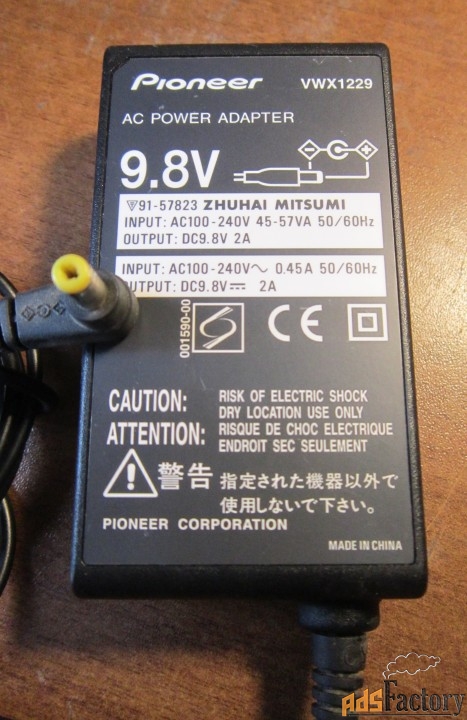 Pioneer VWX1229
AC POWER ADAPTER
9.8V
91-57823 ZHUHAI MITSUMI
INPUT: AC100-240V 45-57VA 50/60Hz
OUTPUT: DC9.8V 2A
INPUT: AC100-240V～ 0.45A 50/60Hz
UTPUT: DC9.8V⎓ 2A
001590-00
CE
CAUTION: RISK OF ELECTRIC SHOCK
DRY LOCATION USE ONLY
ATTENTION: RISQUE DE CHOC ELECTRIQUE
ENDROIT SEC SEULEMENT
警告 指定された機器以外で
使用しないで下さい。
PIONEER CORPORATION
MADE IN CHINA
adsFactory